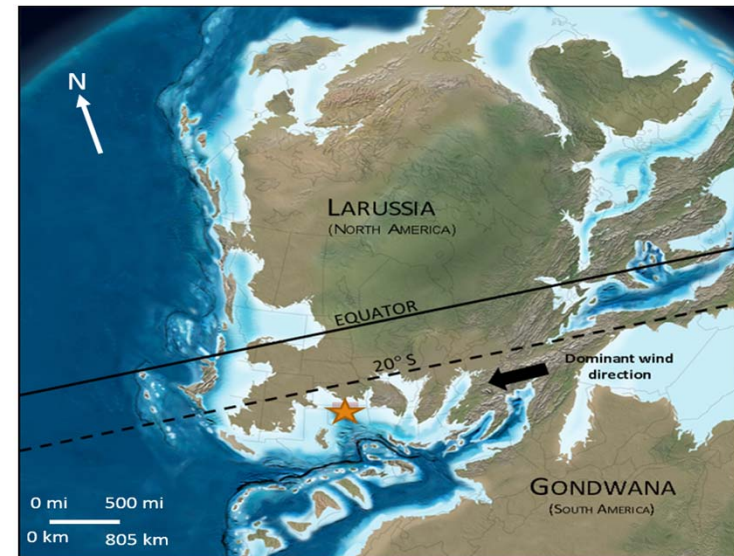 N
LARUSSIA
(NORTH AMERICA)
EQUATOR
20° S
Dominant wind
direction
0 mi 500 mi
0 km 805 km
GONDWANA
(SOUTH AMERICA)